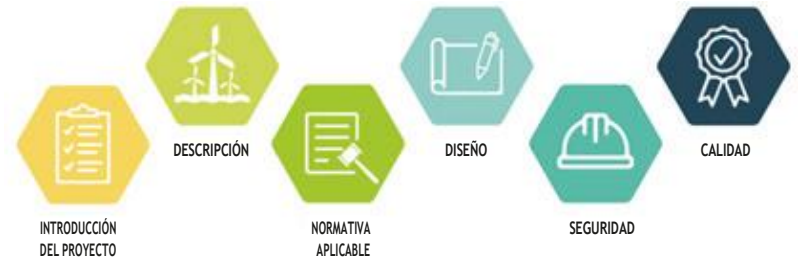 INTRODUCCIÓN
DEL PROYECTO
DESCRIPCIÓN
NORMATIVA
APLICABLE
DISEÑO
SEGURIDAD
CALIDAD